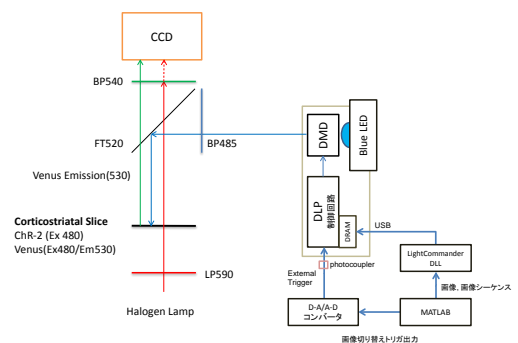 CCD
BP540
FT520
BP485
Venus Emission(530)
Corticostriatal Slice
ChR-2 (Ex 480)
Venus(Ex480/Em530)
LP590
Halogen Lamp
DMD
Blue LED
DLP
制御回路
DRAM
USB
photocoupler
External
Trigger
LightCommander
DLL
画像、画像シーケンス
D-A/A-D
コンバータ
MATLAB
画像切り替えトリガ出力